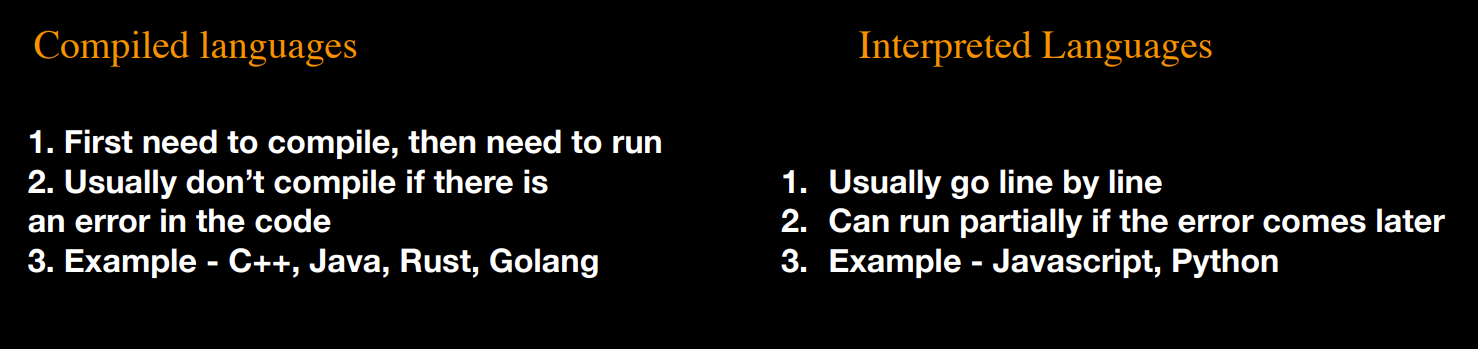 Compiled languages
1. First need to compile, then need to run
2. Usually don’t compile if there is
an error in the code
3. Example - C++, Java, Rust, Golang
Interpreted Languages
1. Usually go line by line
2. Can run partially if the error comes later
3. Example - Javascript, Python